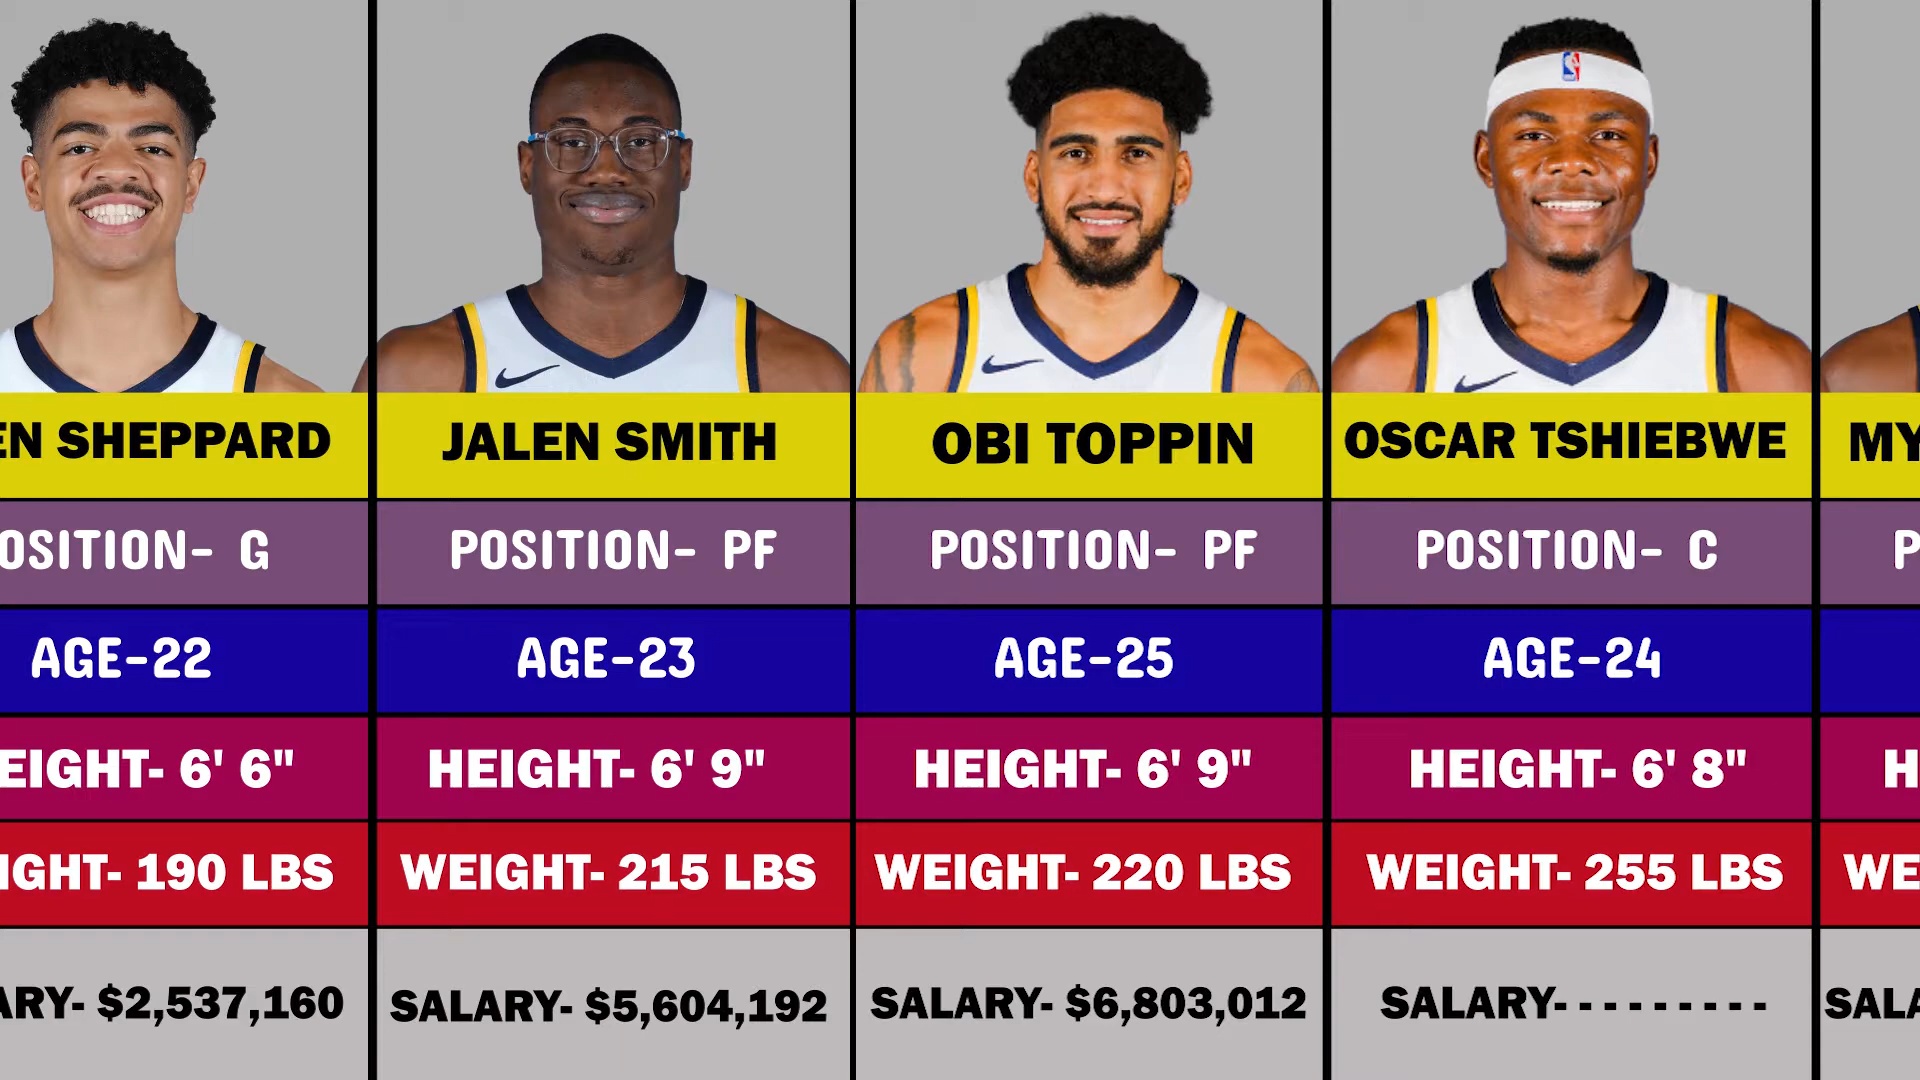 EN SHEPPARD
OSITION- G
AGE-22
EIGHT- 6' 6"
IGHT- 190 LBS
ARY- $2,537,160
JALEN SMITH
POSITION- PF
AGE-23
HEIGHT- 6' 9"
WEIGHT- 215 LBS
SALARY- $5,604,192
OBI TOPPIN
POSITION- PF
AGE-25
HEIGHT- 6' 9"
WEIGHT- 220 LBS
SALARY- $6,803,012
OSCAR TSHIEBWE
POSITION- C
AGE-24
HEIGHT- 6' 8"
WEIGHT- 255 LBS
SALARY- - - - - - - - -
MY
P
H
WE
SALA